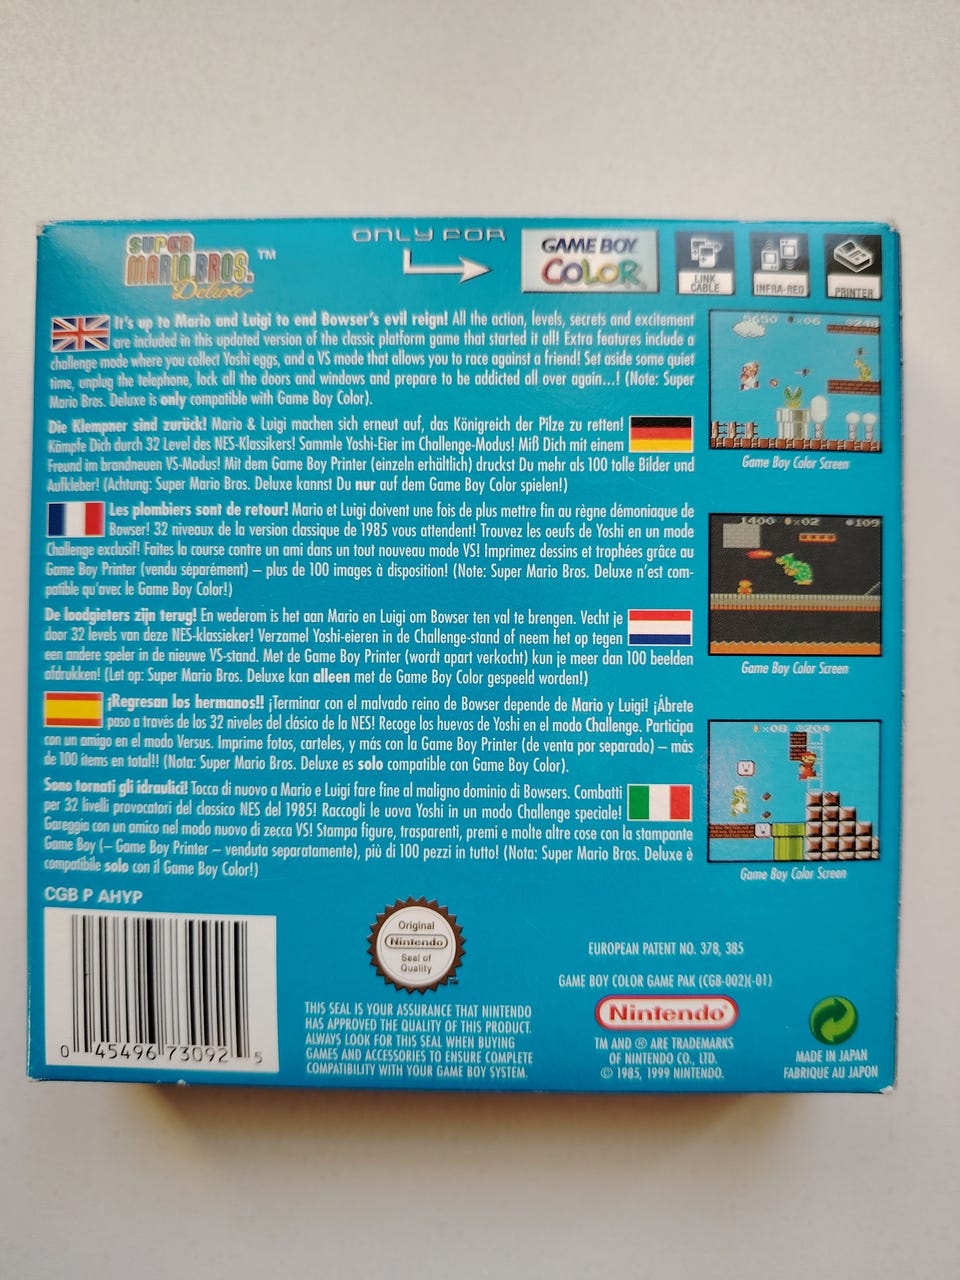 SUPER
MARIO BROS.™
Deluxe
ONLY FOR
GAME BOY
COLOR
LINK
CABLE
INFRA-RED
PRINTER
It's up to Mario and Luigi to end Bowser's evil reign! All the action, levels, secrets and excitement
are included in this updated version of the classic platform game that started it all! Extra features include a
challenge mode where you collect Yoshi eggs, and a VS mode that allows you to race against a friend! Set aside some quiet
time, unplug the telephone, lock all the doors and windows and prepare to be addicted all over again...! (Note: Super
Mario Bros. Deluxe is only compatible with Game Boy Color).
Die Klempner sind zurück! Mario & Luigi machen sich erneut auf, das Königreich der Pilze zu retten!
Kämpfe Dich durch 32 Level des NES-Klassikers! Sammle Yoshi-Eier im Challenge-Modus! Miß Dich mit einem
Freund im brandneuen VS-Modus! Mit dem Game Boy Printer (einzeln erhältlich) druckst Du mehr als 100 tolle Bilder und
Aufkleber! (Achtung: Super Mario Bros. Deluxe kannst Du nur auf dem Game Boy Color spielen!)
Les plombiers sont de retour! Mario et Luigi doivent une fois de plus mettre fin au règne démoniaque de
Bowser! 32 niveaux de la version classique de 1985 vous attendent! Trouvez les oeufs de Yoshi en un mode
Challenge exclusif! Faites la course contre un ami dans un tout nouveau mode VS! Imprimez dessins et trophées grâce au
Game Boy Printer (vendu séparément) – plus de 100 images à disposition! (Note: Super Mario Bros. Deluxe n'est com-
patible qu'avec le Game Boy Color!)
De loodgieters zijn terug! En wederom is het aan Mario en Luigi om Bowser ten val te brengen. Vecht je
door 32 levels van deze NES-klassieker! Verzamel Yoshi-eieren in de Challenge-stand of neem het op tegen
een andere speler in de nieuwe VS-stand. Met de Game Boy Printer (wordt apart verkocht) kun je meer dan 100 beelden
afdrukken! (Let op: Super Mario Bros. Deluxe kan alleen met de Game Boy Color gespeeld worden!)
¡Regresan los hermanos!! ¡Terminar con el malvado reino de Bowser depende de Mario y Luigi! ¡Ábrete
paso a través de los 32 niveles del clásico de la NES! Recoge los huevos de Yoshi en el modo Challenge. Participa
con un amigo en el modo Versus. Imprime fotos, carteles, y más con la Game Boy Printer (de venta por separado) – más
de 100 items en total!! (Nota: Super Mario Bros. Deluxe es solo compatible con Game Boy Color).
Sono tornati gli idraulici! Tocca di nuovo a Mario e Luigi fare fine al maligno dominio di Bowsers. Combatti
per 32 livelli provocatori del classico NES del 1985! Raccogli le uova Yoshi in un modo Challenge speciale!
Gareggia con un amico nel modo nuovo di zecca VS! Stampa figure, trasparenti, premi e molte altre cose con la stampante
Game Boy (– Game Boy Printer – venduta separatamente), più di 100 pezzi in tutto! (Nota: Super Mario Bros. Deluxe è
compatibile solo con il Game Boy Color!)
5650 ×06 249
Game Boy Color Screen
1400 ×02 109
Game Boy Color Screen
×08 204
Game Boy Color Screen
CGB P AHYP
0 45496 73092 5
Original
Nintendo
Seal of
Quality
THIS SEAL IS YOUR ASSURANCE THAT NINTENDO
HAS APPROVED THE QUALITY OF THIS PRODUCT.
ALWAYS LOOK FOR THIS SEAL WHEN BUYING
GAMES AND ACCESSORIES TO ENSURE COMPLETE
COMPATIBILITY WITH YOUR GAME BOY SYSTEM.
EUROPEAN PATENT NO. 378, 385
GAME BOY COLOR GAME PAK (CGB-002)(-01)
Nintendo®
TM AND ® ARE TRADEMARKS
OF NINTENDO CO., LTD.
© 1985, 1999 NINTENDO.
MADE IN JAPAN
FABRIQUE AU JAPON